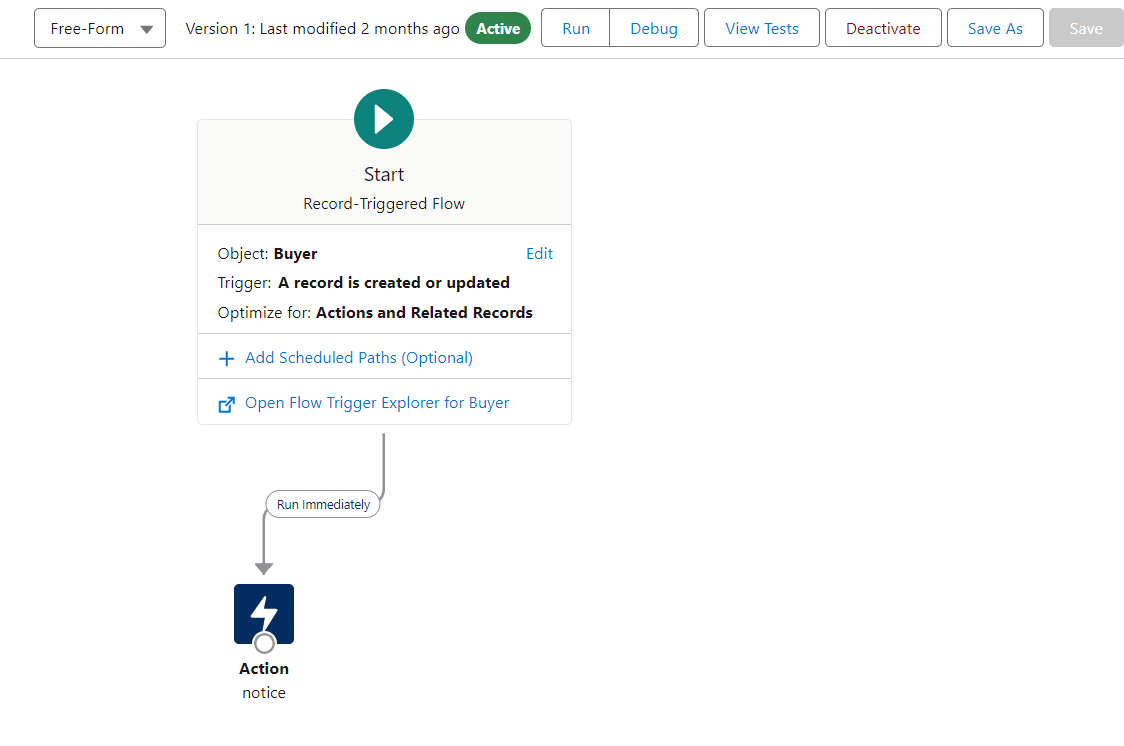 Free-Form Version 1: Last modified 2 months ago Active Run Debug View Tests Deactivate Save As Save
Start
Record-Triggered Flow
Object: Buyer Edit
Trigger: A record is created or updated
Optimize for: Actions and Related Records
Add Scheduled Paths (Optional)
Open Flow Trigger Explorer for Buyer
Run Immediately
Action
notice